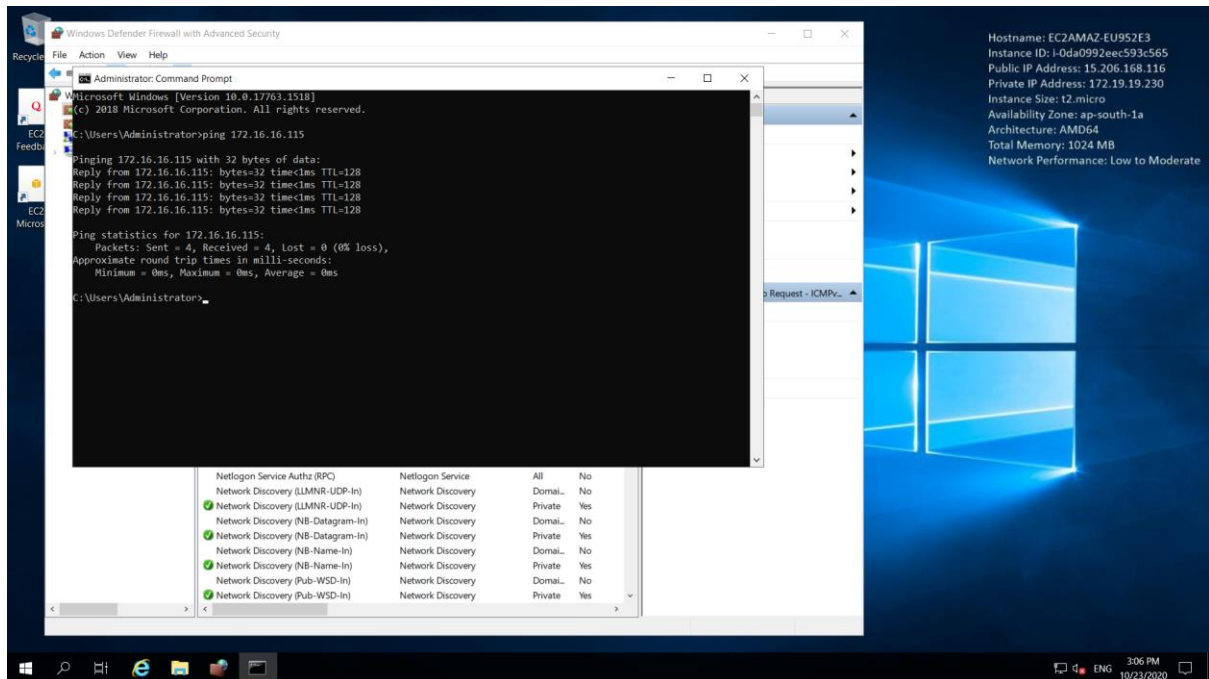 Recycle
Windows Defender Firewall with Advanced Security
File Action View Help
Administrator: Command Prompt
Microsoft Windows [Version 10.0.17763.1518]
(c) 2018 Microsoft Corporation. All rights reserved.
C:\Users\Administrator>ping 172.16.16.115
Pinging 172.16.16.115 with 32 bytes of data:
Reply from 172.16.16.115: bytes=32 time<1ms TTL=128
Reply from 172.16.16.115: bytes=32 time<1ms TTL=128
Reply from 172.16.16.115: bytes=32 time<1ms TTL=128
Reply from 172.16.16.115: bytes=32 time<1ms TTL=128
Ping statistics for 172.16.16.115:
Packets: Sent = 4, Received = 4, Lost = 0 (0% loss),
Approximate round trip times in milli-seconds:
Minimum = 0ms, Maximum = 0ms, Average = 0ms
C:\Users\Administrator>
EC2
Feedba
EC2
Micros
o Request - ICMPv...
Netlogon Service Authz (RPC) Netlogon Service All No
Network Discovery (LLMNR-UDP-In) Network Discovery Domai... No
Network Discovery (LLMNR-UDP-In) Network Discovery Private Yes
Network Discovery (NB-Datagram-In) Network Discovery Domai... No
Network Discovery (NB-Datagram-In) Network Discovery Private Yes
Network Discovery (NB-Name-In) Network Discovery Domai... No
Network Discovery (NB-Name-In) Network Discovery Private Yes
Network Discovery (Pub-WSD-In) Network Discovery Domai... No
Network Discovery (Pub-WSD-In) Network Discovery Private Yes
Hostname: EC2AMAZ-EU952E3
Instance ID: i-0da0992eec593c565
Public IP Address: 15.206.168.116
Private IP Address: 172.19.19.230
Instance Size: t2.micro
Availability Zone: ap-south-1a
Architecture: AMD64
Total Memory: 1024 MB
Network Performance: Low to Moderate
ENG
3:06 PM
10/23/2020